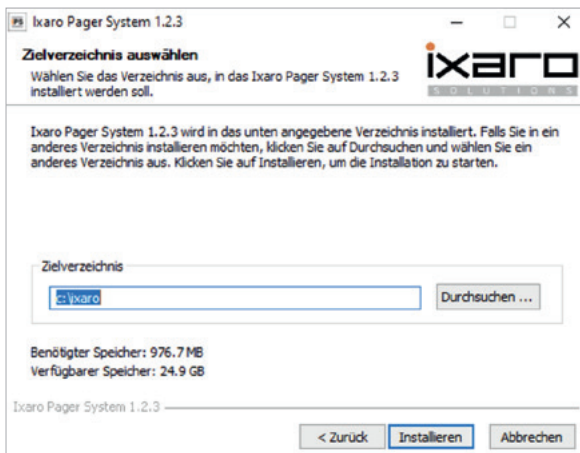 Ixaro Pager System 1.2.3
Zielverzeichnis auswählen
Wählen Sie das Verzeichnis aus, in das Ixaro Pager System 1.2.3
installiert werden soll.
ixaro
SOLUTIONS
Ixaro Pager System 1.2.3 wird in das unten angegebene Verzeichnis installiert. Falls Sie in ein
anderes Verzeichnis installieren möchten, klicken Sie auf Durchsuchen und wählen Sie ein
anderes Verzeichnis aus. Klicken Sie auf Installieren, um die Installation zu starten.
Zielverzeichnis
c:\ixaro
Durchsuchen ...
Benötigter Speicher: 976.7 MB
Verfügbarer Speicher: 24.9 GB
Ixaro Pager System 1.2.3
< Zurück
Installieren
Abbrechen